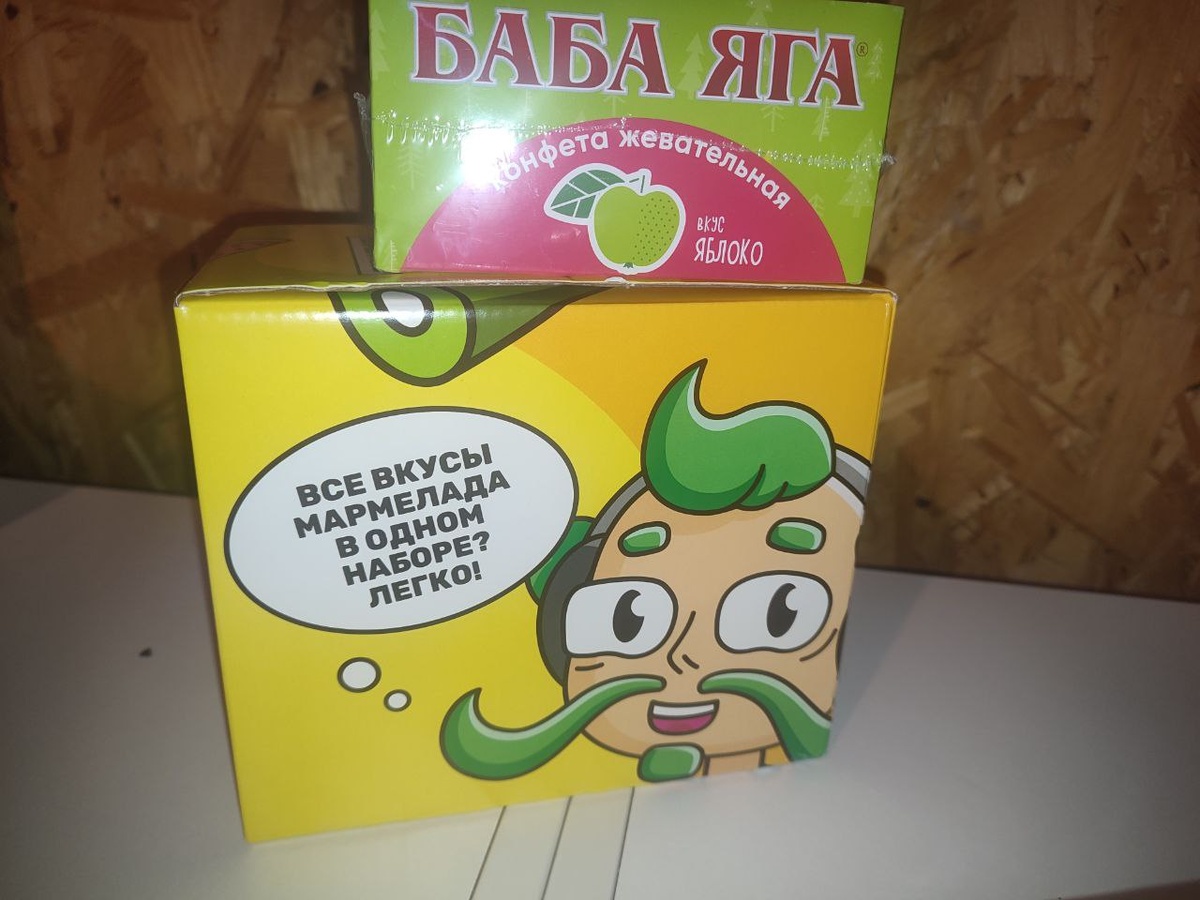 БАБА ЯГА®
конфета жевательная
вкус
яблоко
ВСЕ ВКУСЫ
МАРМЕЛАДА
В ОДНОМ
НАБОРЕ?
ЛЕГКО!